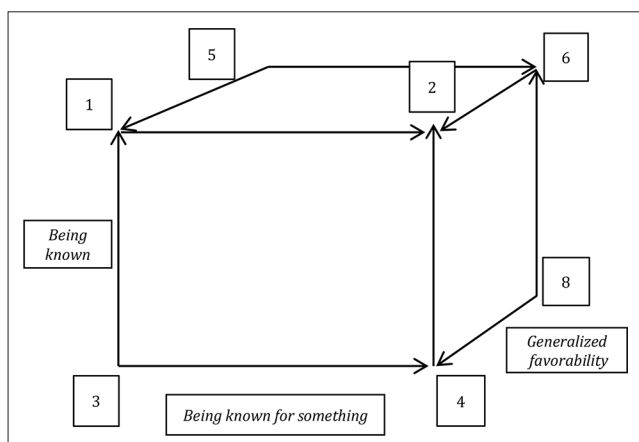 5
6
2
1
Being
known
8
Generalized
favorability
3
4
Being known for something